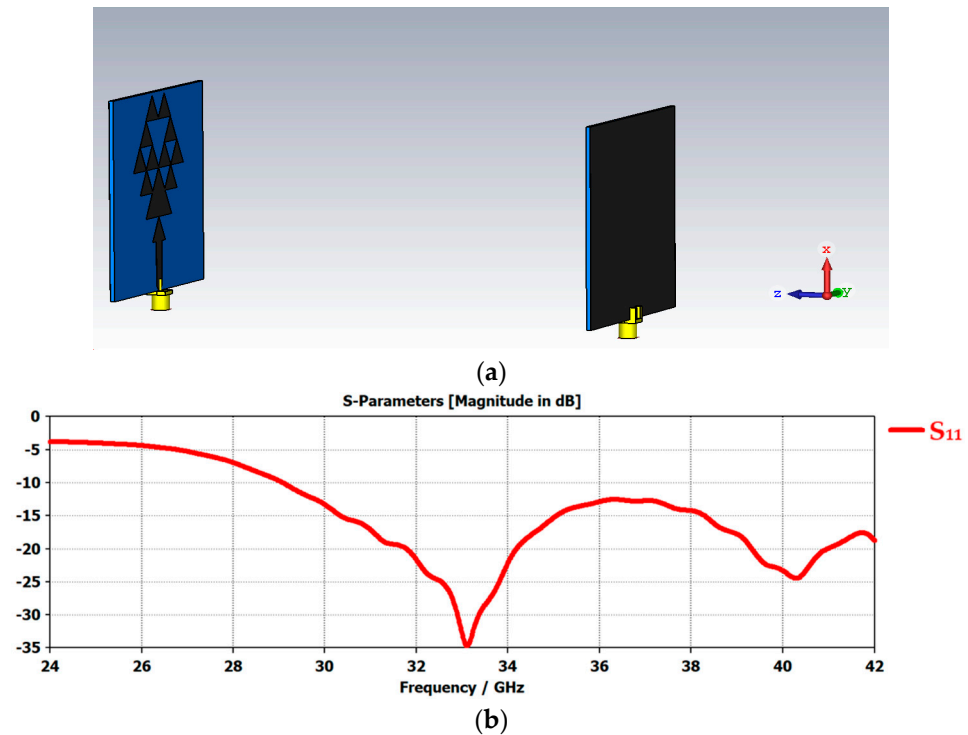 x
z
Y
(a)
S-Parameters [Magnitude in dB]
0
-5
-10
-15
-20
-25
-30
-35
24 26 28 30 32 34 36 38 40 42
Frequency / GHz
S₁₁
(b)